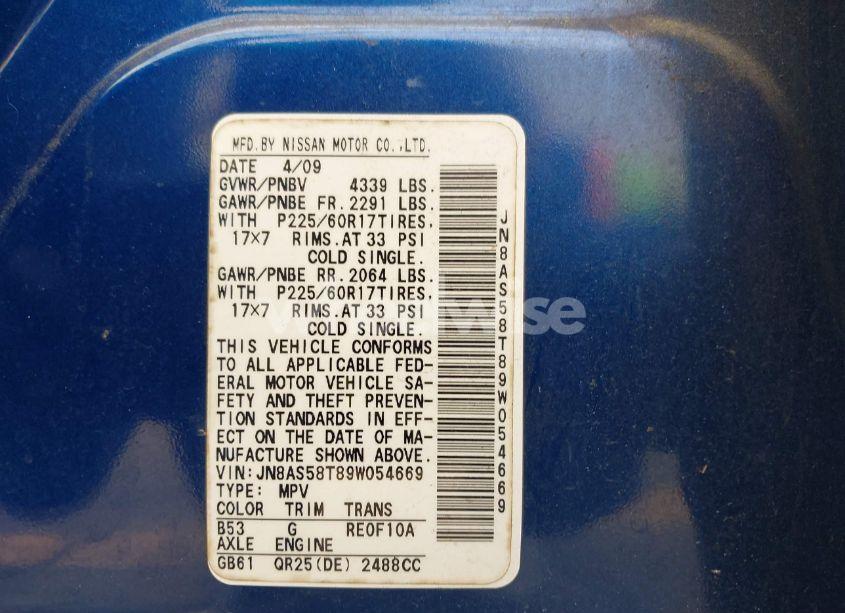 MFD.BY NISSAN MOTOR CO.,LTD.
DATE 4/09
GVWR/PNBV 4339 LBS.
GAWR/PNBE FR.2291 LBS.
WITH P225/60R17TIRES,
17×7 RIMS.AT 33 PSI
COLD SINGLE.
GAWR/PNBE RR.2064 LBS.
WITH P225/60R17TIRES,
17×7 RIMS.AT 33 PSI
COLD SINGLE.
THIS VEHICLE CONFORMS
TO ALL APPLICABLE FED-
ERAL MOTOR VEHICLE SA-
FETY AND THEFT PREVEN-
TION STANDARDS IN EFF-
ECT ON THE DATE OF MA-
NUFACTURE SHOWN ABOVE.
VIN:JN8AS58T89W054669
TYPE: MPV
COLOR TRIM TRANS
B53 G RE0F10A
AXLE ENGINE
GB61 QR25(DE) 2488CC
JN8AS58T89W054669